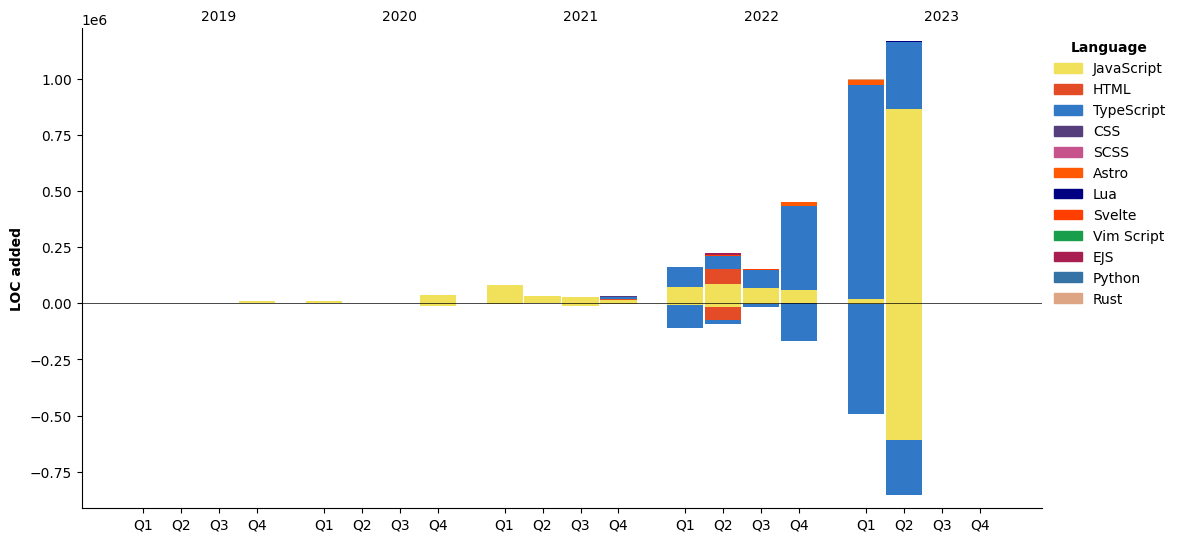 2019 2020 2021 2022 2023
1e6
LOC added
1.00
0.75
0.50
0.25
0.00
−0.25
−0.50
−0.75
Q1 Q2 Q3 Q4 Q1 Q2 Q3 Q4 Q1 Q2 Q3 Q4 Q1 Q2 Q3 Q4 Q1 Q2 Q3 Q4
Language
JavaScript
HTML
TypeScript
CSS
SCSS
Astro
Lua
Svelte
Vim Script
EJS
Python
Rust